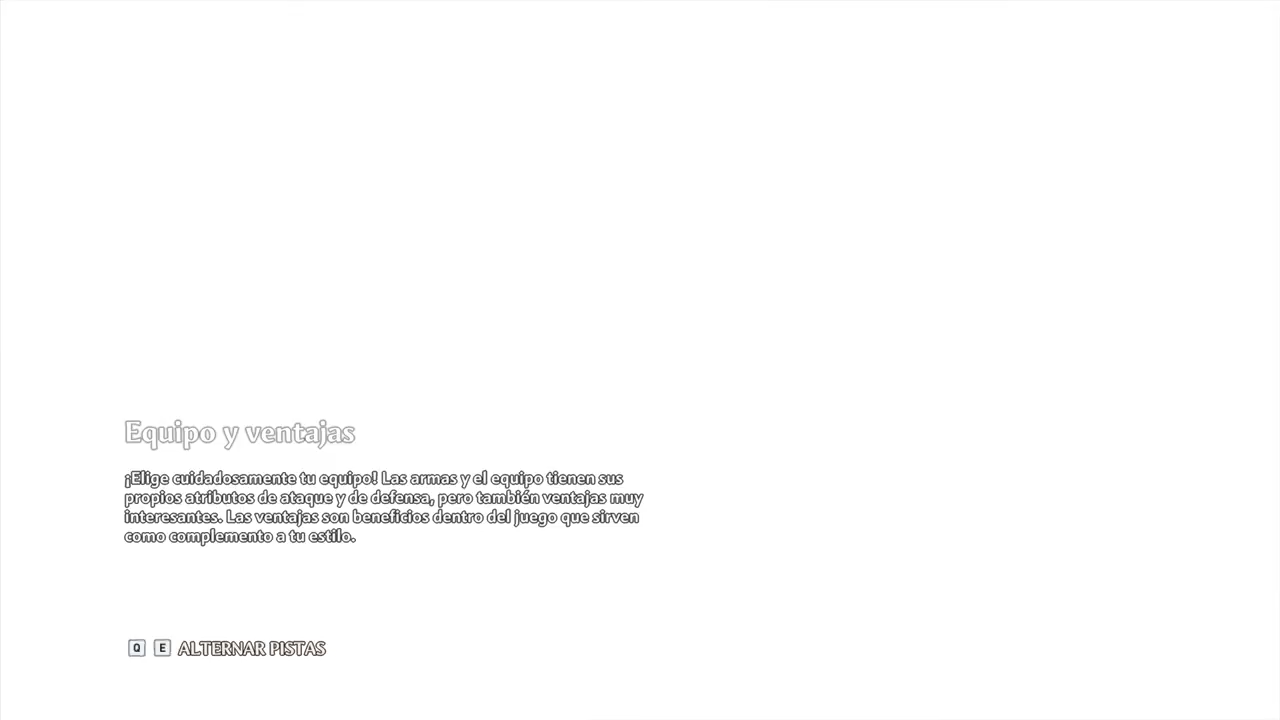 Equipo y ventajas
¡Elige cuidadosamente tu equipo! Las armas y el equipo tienen sus
propios atributos de ataque y de defensa, pero también ventajas muy
interesantes. Las ventajas son beneficios dentro del juego que sirven
como complemento a tu estilo.
Q E ALTERNAR PISTAS